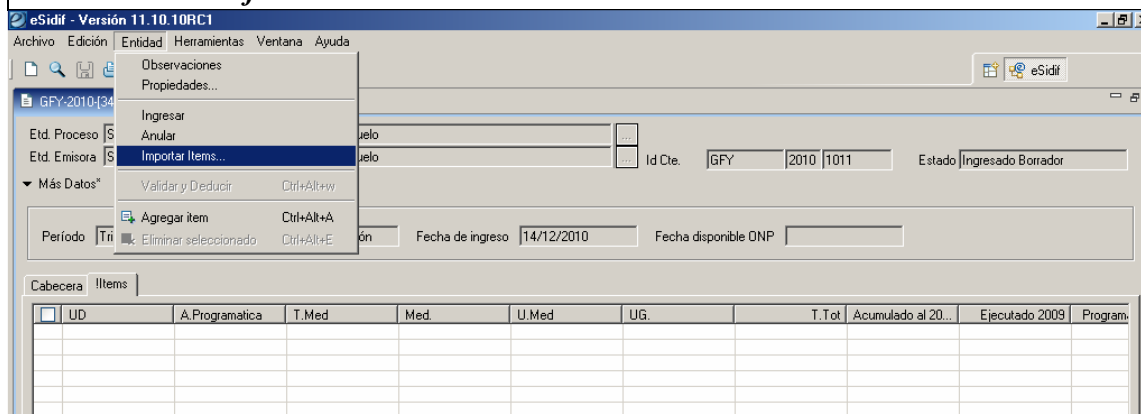 eSidif - Versión 11.10.10RC1
Archivo Edición Entidad Herramientas Ventana Ayuda
Observaciones
Propiedades...
Ingresar
Anular
Importar Items...
Validar y Deducir Ctrl+Alt+w
Agregar item Ctrl+Alt+A
Eliminar seleccionado Ctrl+Alt+E
eSidif
GFY-2010-[34
Etd. Proceso S uelo ...
Etd. Emisora S uelo ... Id Cte. GFY 2010 1011 Estado Ingresado Borrador
Más Datos"
Período Tri ón Fecha de ingreso 14/12/2010 Fecha disponible ONP
Cabecera !Items
UD A.Programatica T.Med Med. U.Med UG. T.Tot Acumulado al 20... Ejecutado 2009 Program